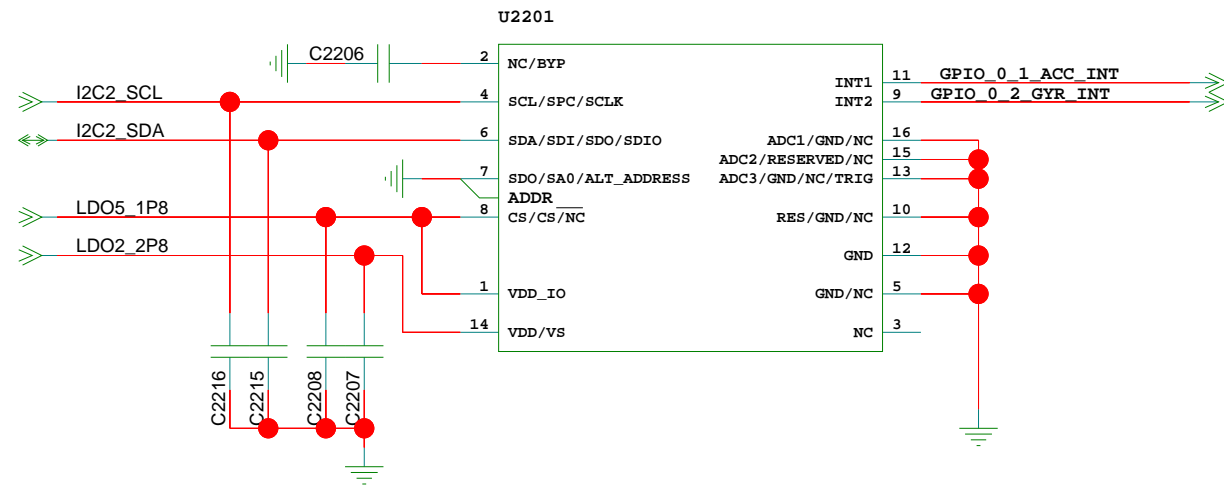 U2201
C2206
2
NC/BYP
INT1
11
GPIO_0_1_ACC_INT
I2C2_SCL
4
SCL/SPC/SCLK
INT2
9
GPIO_0_2_GYR_INT
I2C2_SDA
6
SDA/SDI/SDO/SDIO
ADC1/GND/NC
16
ADC2/RESERVED/NC
15
7
SDO/SA0/ALT_ADDRESS
ADC3/GND/NC/TRIG
13
ADDR
LDO5_1P8
8
CS/CS/NC
RES/GND/NC
10
LDO2_2P8
GND
12
1
VDD_IO
GND/NC
5
14
VDD/VS
NC
3
C2216
C2215
C2208
C2207